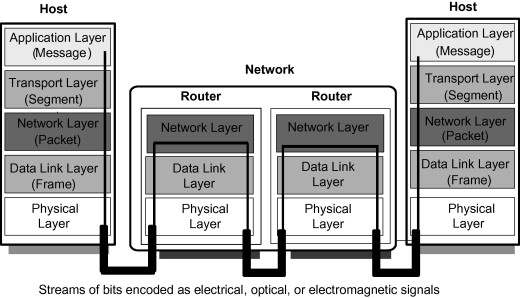 Host
Application Layer
(Message)
Transport Layer
(Segment)
Network Layer
(Packet)
Data Link Layer
(Frame)
Physical
Layer
Network
Router
Network Layer
Data Link
Layer
Physical
Layer
Router
Network Layer
Data Link
Layer
Physical
Layer
Host
Application Layer
(Message)
Transport Layer
(Segment)
Network Layer
(Packet)
Data Link Layer
(Frame)
Physical
Layer
Streams of bits encoded as electrical, optical, or electromagnetic signals